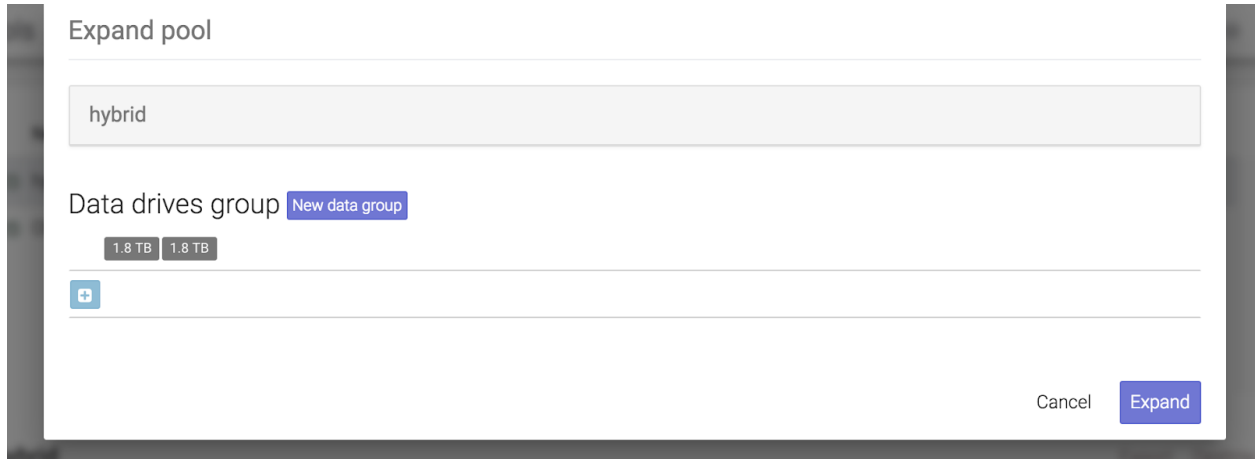 Expand pool
hybrid
Data drives group New data group
1.8 TB 1.8 TB
Cancel Expand